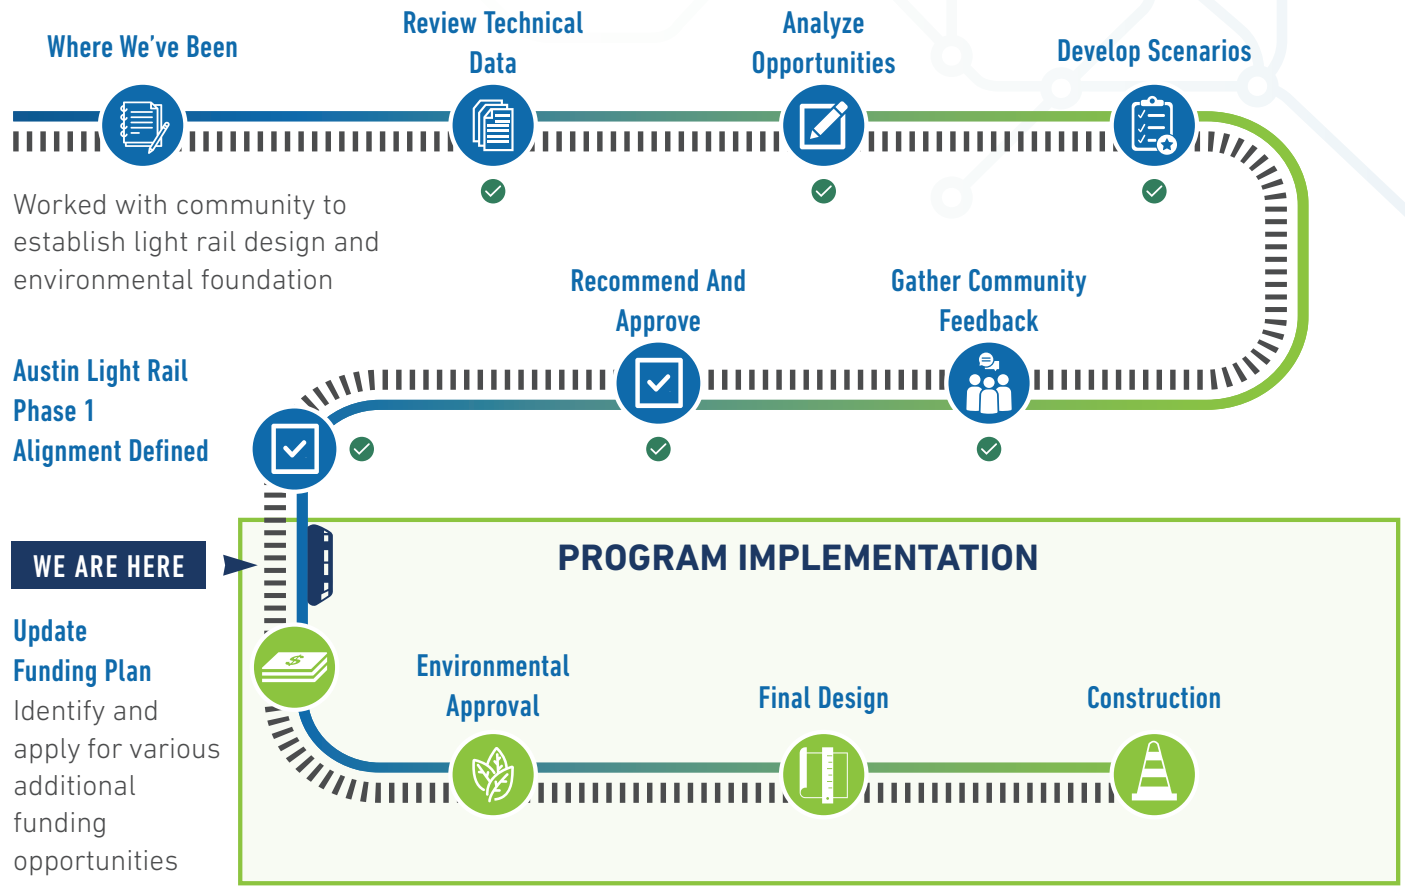 Where We've Been
Review Technical
Data
Analyze
Opportunities
Develop Scenarios
Worked with community to
establish light rail design and
environmental foundation
Recommend And
Approve
Gather Community
Feedback
Austin Light Rail
Phase 1
Alignment Defined
WE ARE HERE
PROGRAM IMPLEMENTATION
Update
Funding Plan
Identify and
apply for various
additional
funding
opportunities
$
Environmental
Approval
Final Design
Construction